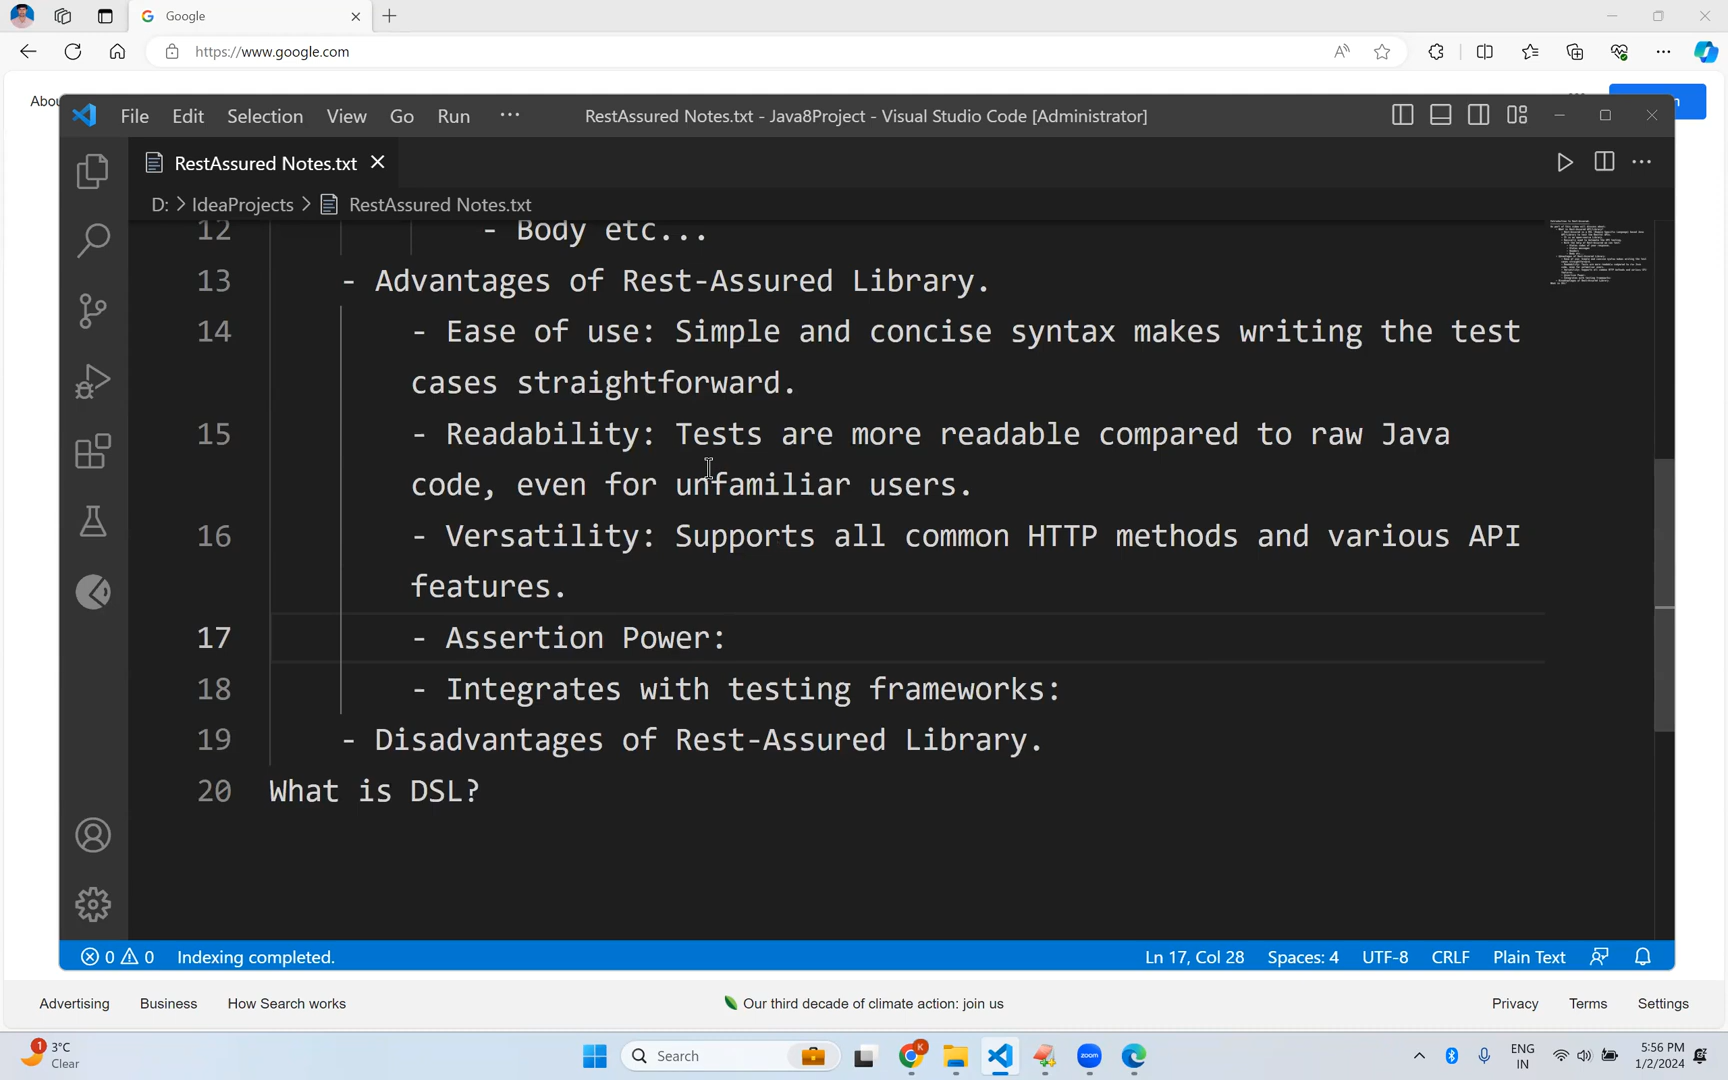 Google
https://www.google.com
Abou
File Edit Selection View Go Run ... RestAssured Notes.txt - Java8Project - Visual Studio Code [Administrator]
RestAssured Notes.txt
D: > IdeaProjects > RestAssured Notes.txt
12 - Body etc...
13 - Advantages of Rest-Assured Library.
14 - Ease of use: Simple and concise syntax makes writing the test
cases straightforward.
15 - Readability: Tests are more readable compared to raw Java
code, even for unfamiliar users.
16 - Versatility: Supports all common HTTP methods and various API
features.
17 - Assertion Power:
18 - Integrates with testing frameworks:
19 - Disadvantages of Rest-Assured Library.
20 What is DSL?
0 0 Indexing completed. Ln 17, Col 28 Spaces: 4 UTF-8 CRLF Plain Text
Advertising Business How Search works Our third decade of climate action: join us Privacy Terms Settings
1 3°C
Clear
Search
zoom
ENG
IN
5:56 PM
1/2/2024